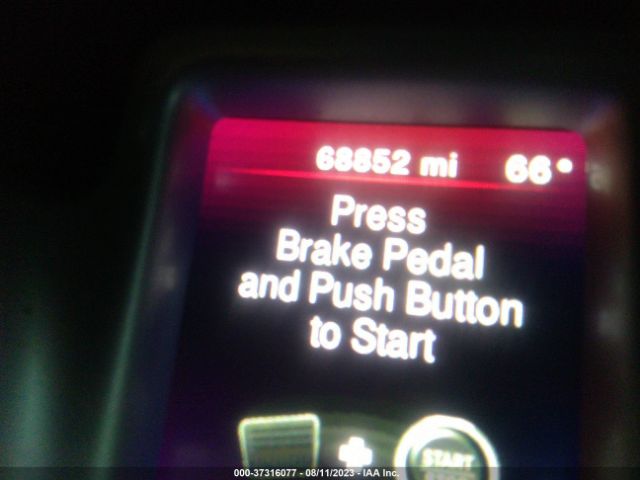 68852 mi 66°
Press
Brake Pedal
and Push Button
to Start
START
000-37316077 - 08/11/2023 - IAA Inc.